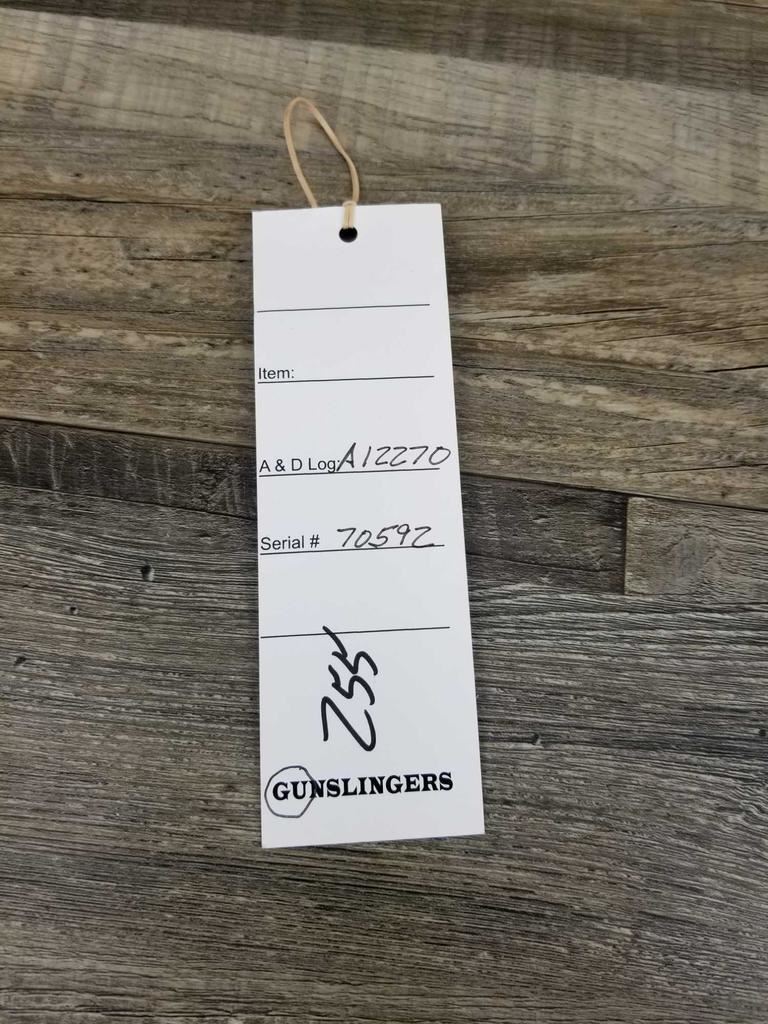 Item:
A & D Log: A12270
Serial # 70592
255
GUNSLINGERS